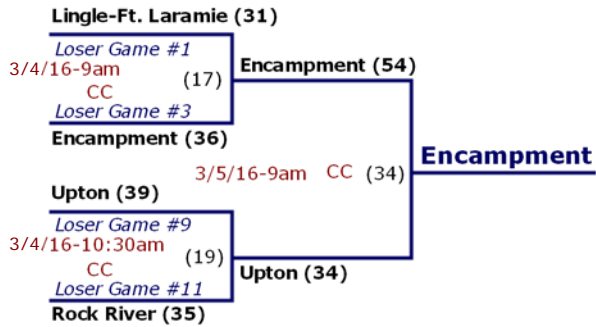 Lingle-Ft. Laramie (31)
Loser Game #1
3/4/16-9am
(17)
CC
Loser Game #3
Encampment (36)
Encampment (54)
3/5/16-9am CC (34)
Encampment
Upton (39)
Loser Game #9
3/4/16-10:30am
(19)
CC
Loser Game #11
Rock River (35)
Upton (34)